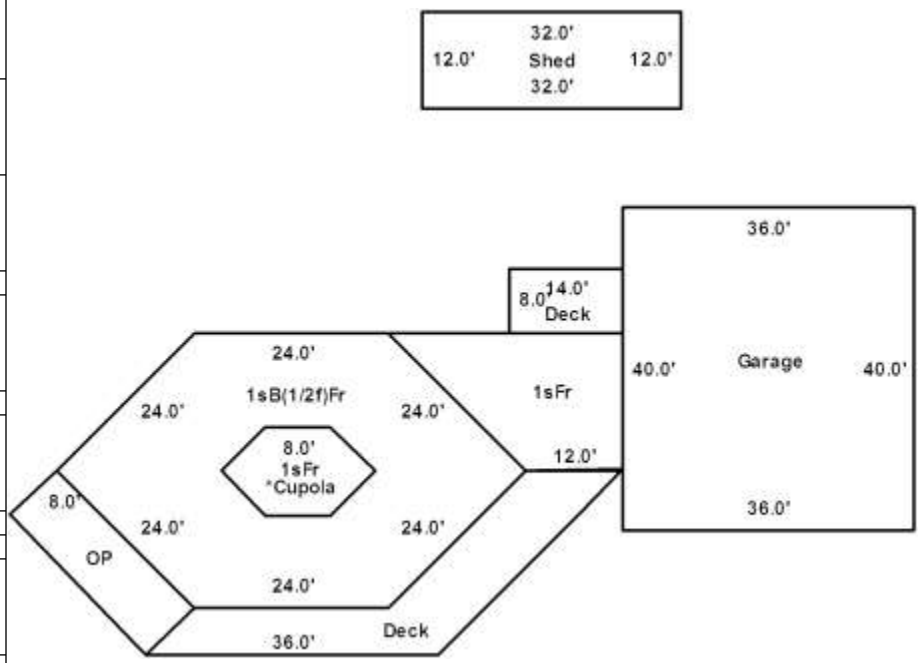 32.0'
12.0' Shed 12.0'
32.0'
36.0'
14.0'
8.0'
Deck
24.0'
40.0' Garage 40.0'
1sB(1/2f)Fr
1sFr
24.0' 24.0'
8.0'
1sFr
*Cupola
12.0'
8.0'
36.0'
24.0' 24.0'
OP
24.0'
Deck
36.0'